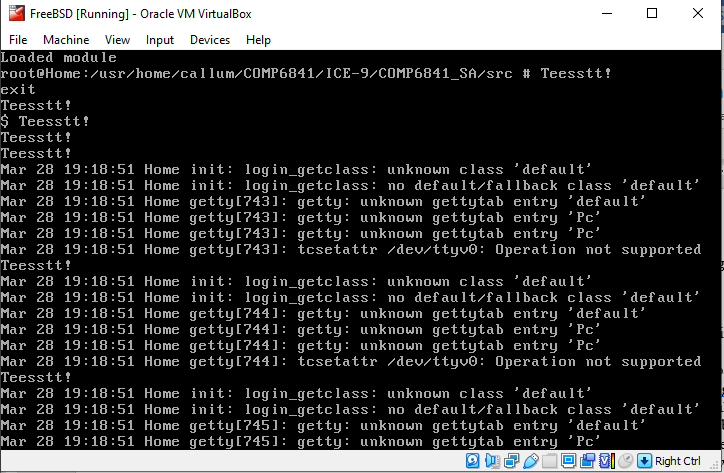 FreeBSD [Running] - Oracle VM VirtualBox
File Machine View Input Devices Help
Loaded module
root@Home:/usr/home/callum/COMP6841/ICE-9/COMP6841_SA/src # Teesstt!
exit
Teesstt!
$ Teesstt!
Teesstt!
Teesstt!
Mar 28 19:18:51 Home init: login_getclass: unknown class 'default'
Mar 28 19:18:51 Home init: login_getclass: no default/fallback class 'default'
Mar 28 19:18:51 Home getty[743]: getty: unknown gettytab entry 'default'
Mar 28 19:18:51 Home getty[743]: getty: unknown gettytab entry 'Pc'
Mar 28 19:18:51 Home getty[743]: getty: unknown gettytab entry 'Pc'
Mar 28 19:18:51 Home getty[743]: tcsetattr /dev/ttyv0: Operation not supported
Teesstt!
Mar 28 19:18:51 Home init: login_getclass: unknown class 'default'
Mar 28 19:18:51 Home init: login_getclass: no default/fallback class 'default'
Mar 28 19:18:51 Home getty[744]: getty: unknown gettytab entry 'default'
Mar 28 19:18:51 Home getty[744]: getty: unknown gettytab entry 'Pc'
Mar 28 19:18:51 Home getty[744]: getty: unknown gettytab entry 'Pc'
Mar 28 19:18:51 Home getty[744]: tcsetattr /dev/ttyv0: Operation not supported
Teesstt!
Mar 28 19:18:51 Home init: login_getclass: unknown class 'default'
Mar 28 19:18:51 Home init: login_getclass: no default/fallback class 'default'
Mar 28 19:18:51 Home getty[745]: getty: unknown gettytab entry 'default'
Mar 28 19:18:51 Home getty[745]: getty: unknown gettytab entry 'Pc'
Right Ctrl